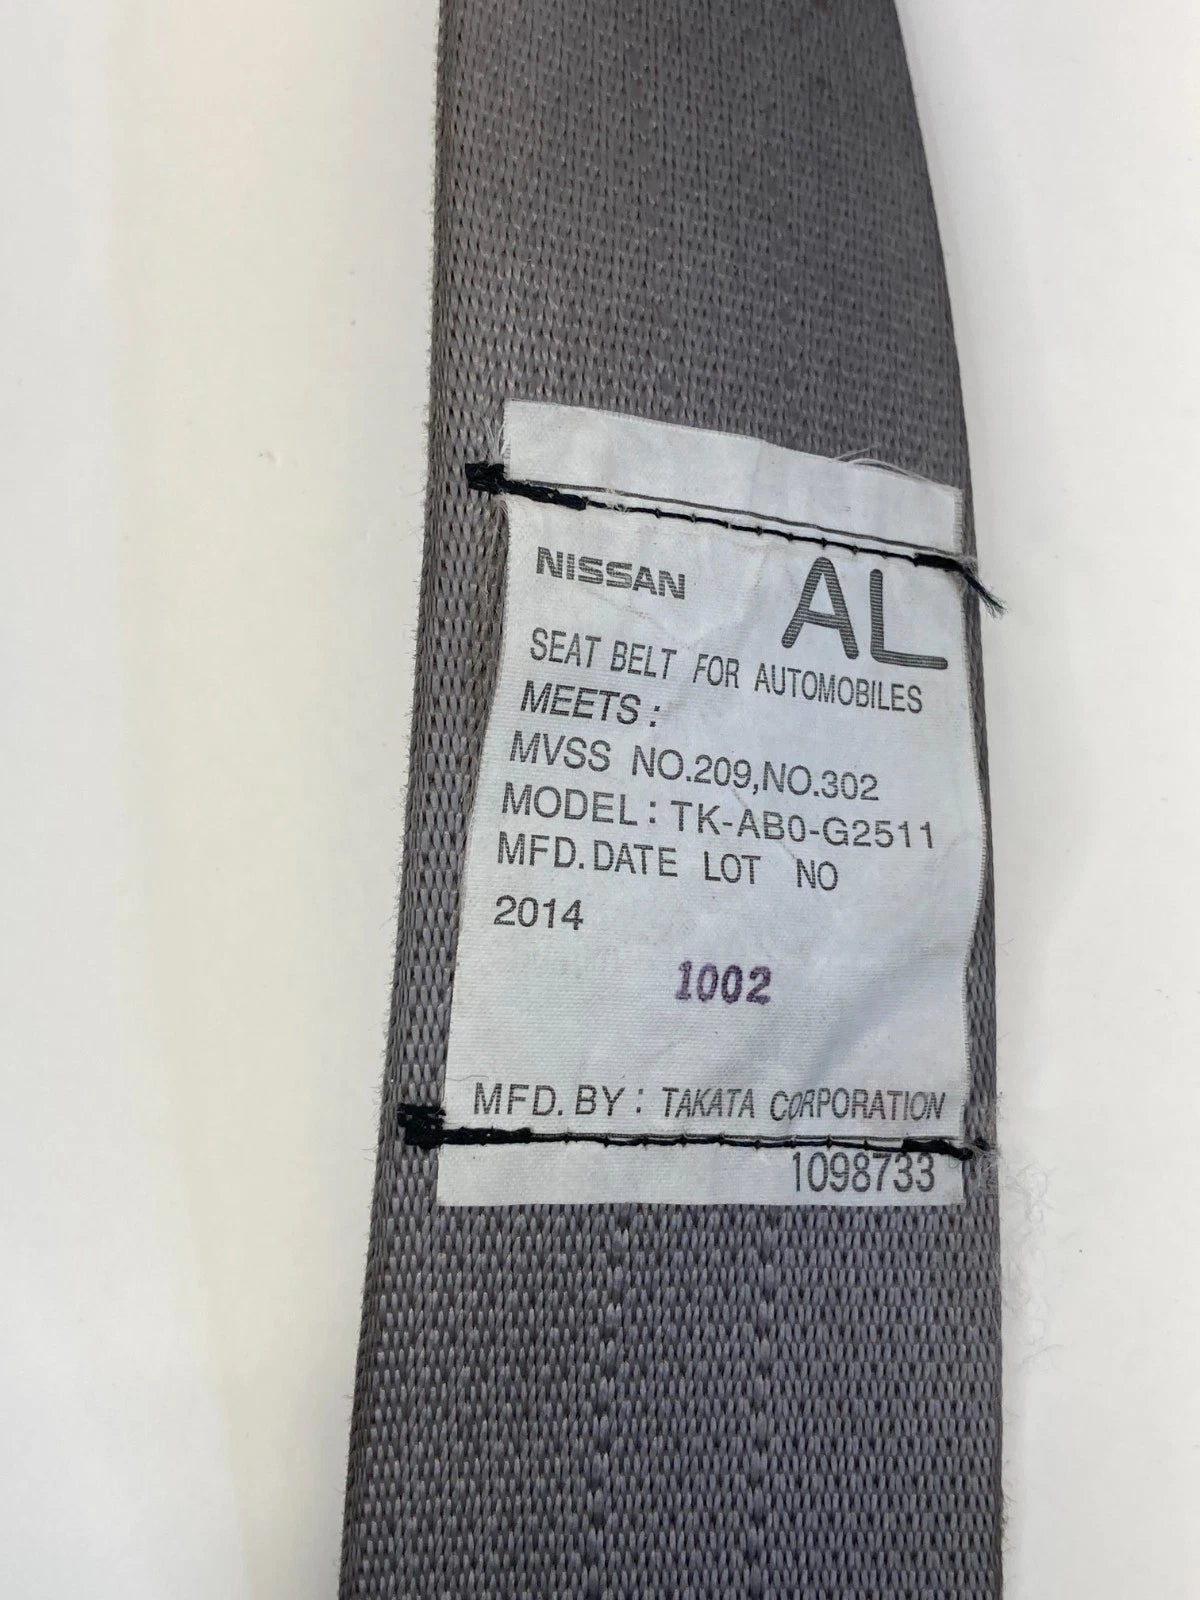 NISSAN AL
SEAT BELT FOR AUTOMOBILES
MEETS:
MVSS NO.209,NO.302
MODEL: TK-AB0-G2511
MFD. DATE LOT NO
2014
1002
MFD. BY: TAKATA CORPORATION
1098733